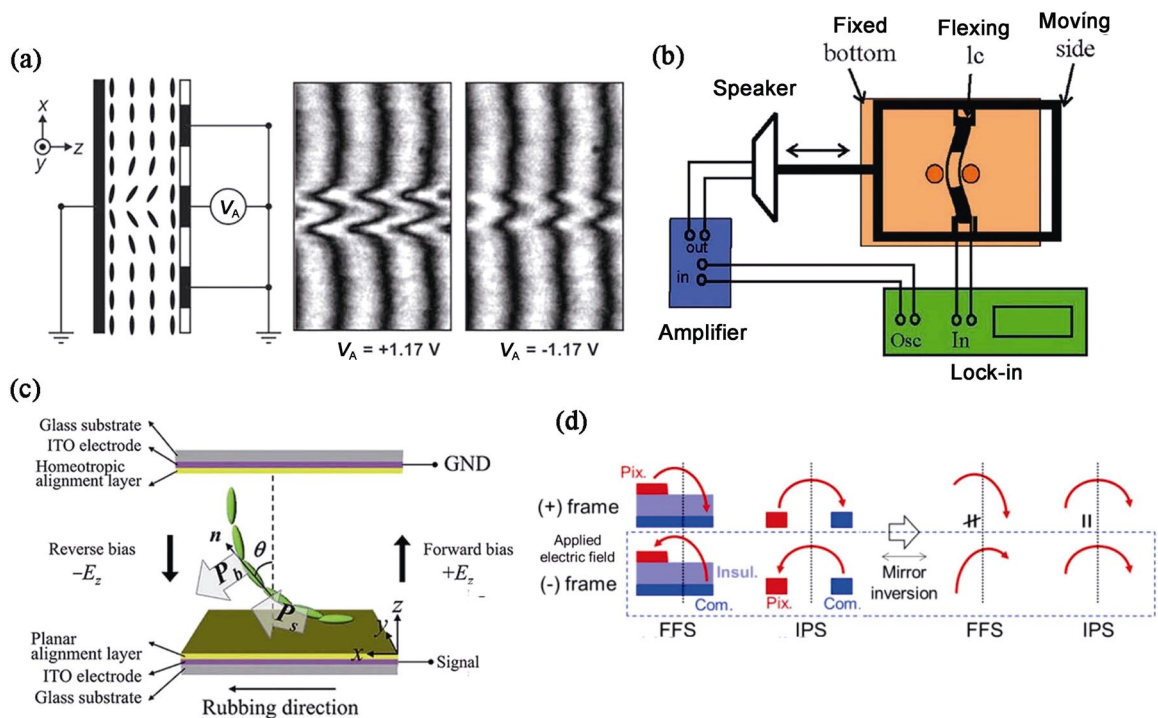 (a)
x
y
z
V_A
V_A = +1.17 V
V_A = -1.17 V
(b)
Fixed
bottom
Flexing
lc
Moving
side
Speaker
out
in
Amplifier
Osc
In
Lock-in
(c)
Glass substrate
ITO electrode
Homeotropic
alignment layer
GND
Reverse bias
−E_z
n
θ
P_b
P_s
Forward bias
+E_z
z
y
x
Planar
alignment layer
ITO electrode
Glass substrate
Signal
Rubbing direction
(d)
Pix.
(+) frame
Applied
electric field
(-) frame
Insul.
Com.
Pix.
Com.
Mirror
inversion
FFS
IPS
FFS
IPS